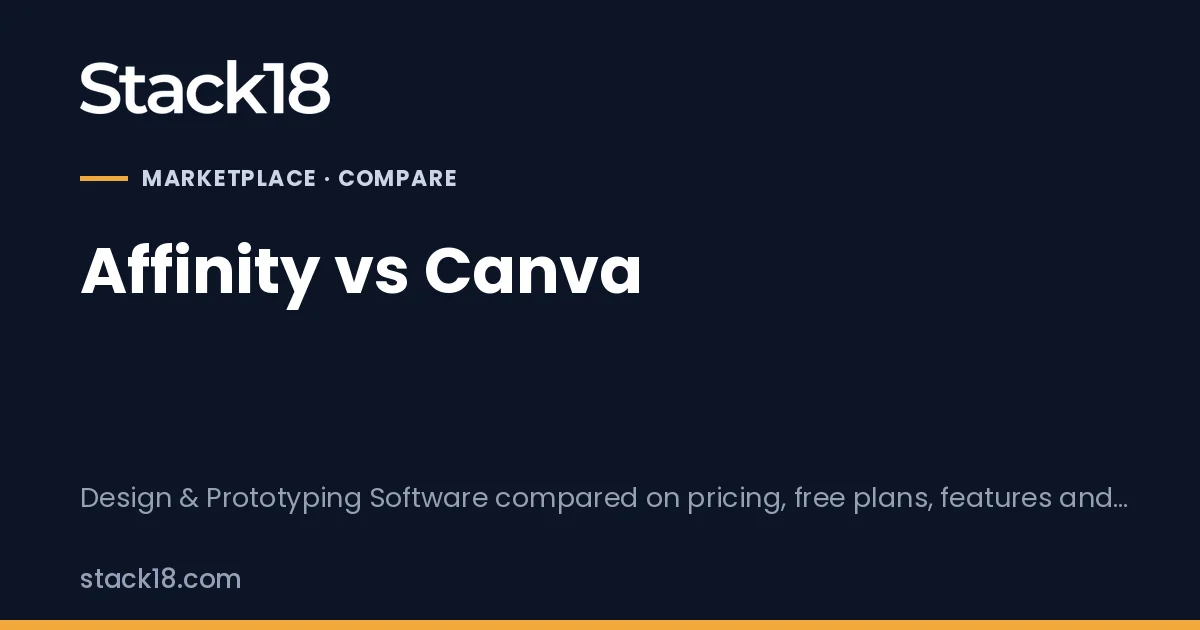 Stack18
MARKETPLACE · COMPARE
Affinity vs Canva
Design & Prototyping Software compared on pricing, free plans, features and...
stack18.com